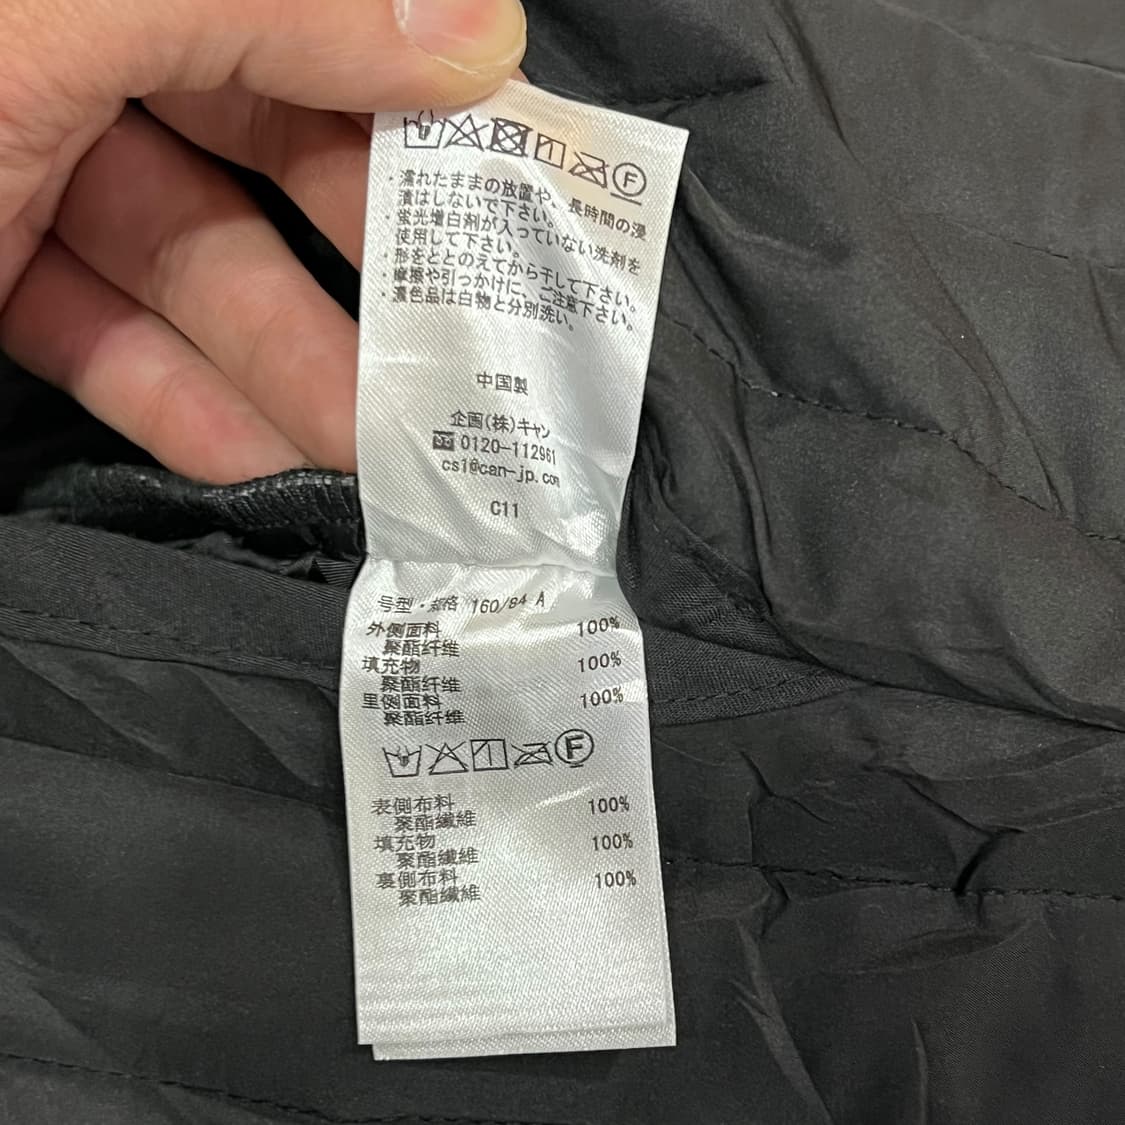 F
・濡れたままの放置や、長時間の浸
漬はしないで下さい。
・蛍光増白剤が入っていない洗剤を
使用して下さい。
・形をととのえてから干して下さい。
・摩擦や引っかけに、ご注意下さい。
・濃色品は白物と分別洗い。
中国製
企画(株)キャン
0120-112961
cs1@can-jp.com
C11
号型・规格 160/84 A
外侧面料 100%
聚酯纤维
填充物 100%
聚酯纤维
里侧面料 100%
聚酯纤维
F
表側布料 100%
聚酯纖維
填充物 100%
聚酯纖維
裏側布料 100%
聚酯纖維